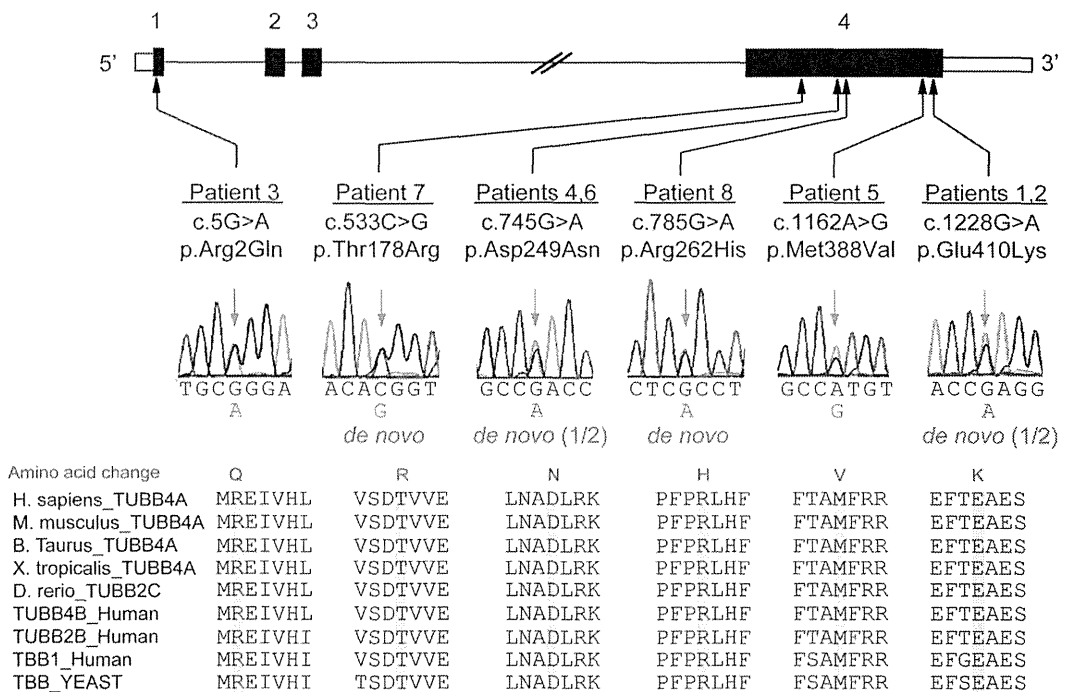 1 2 3 4
5' 3'
Patient 3 Patient 7 Patients 4,6 Patient 8 Patient 5 Patients 1,2
c.5G>A c.533C>G c.745G>A c.785G>A c.1162A>G c.1228G>A
p.Arg2Gln p.Thr178Arg p.Asp249Asn p.Arg262His p.Met388Val p.Glu410Lys
TGCGGGA ACACGGT GCCGACC CTCGCCT GCCATGT ACCGAGG
A G A A G A
de novo de novo (1/2) de novo de novo (1/2)
Amino acid change Q R N H V K
H. sapiens_TUBB4A MREIVHL VSDTVVE LNADLRK PFPRLHF FTAMFRR EFTEAES
M. musculus_TUBB4A MREIVHL VSDTVVE LNADLRK PFPRLHF FTAMFRR EFTEAES
B. Taurus_TUBB4A MREIVHL VSDTVVE LNADLRK PFPRLHF FTAMFRR EFTEAES
X. tropicalis_TUBB4A MREIVHL VSDTVVE LNADLRK PFPRLHF FTAMFRR EFTEAES
D. rerio_TUBB2C MREIVHL VSDTVVE LNADLRK PFPRLHF FTAMFRR EFTEAES
TUBB4B_Human MREIVHL VSDTVVE LNADLRK PFPRLHF FTAMFRR EFTEAES
TUBB2B_Human MREIVHI VSDTVVE LNADLRK PFPRLHF FTAMFRR EFTEAES
TBB1_Human MREIVHI VSDTVVE LNADLRK PFPRLHF FSAMFRR EFGEAES
TBB_YEAST MREIIHI TSDTVVE LNADLRK PFPRLHF FSAMFRR EFTEAES